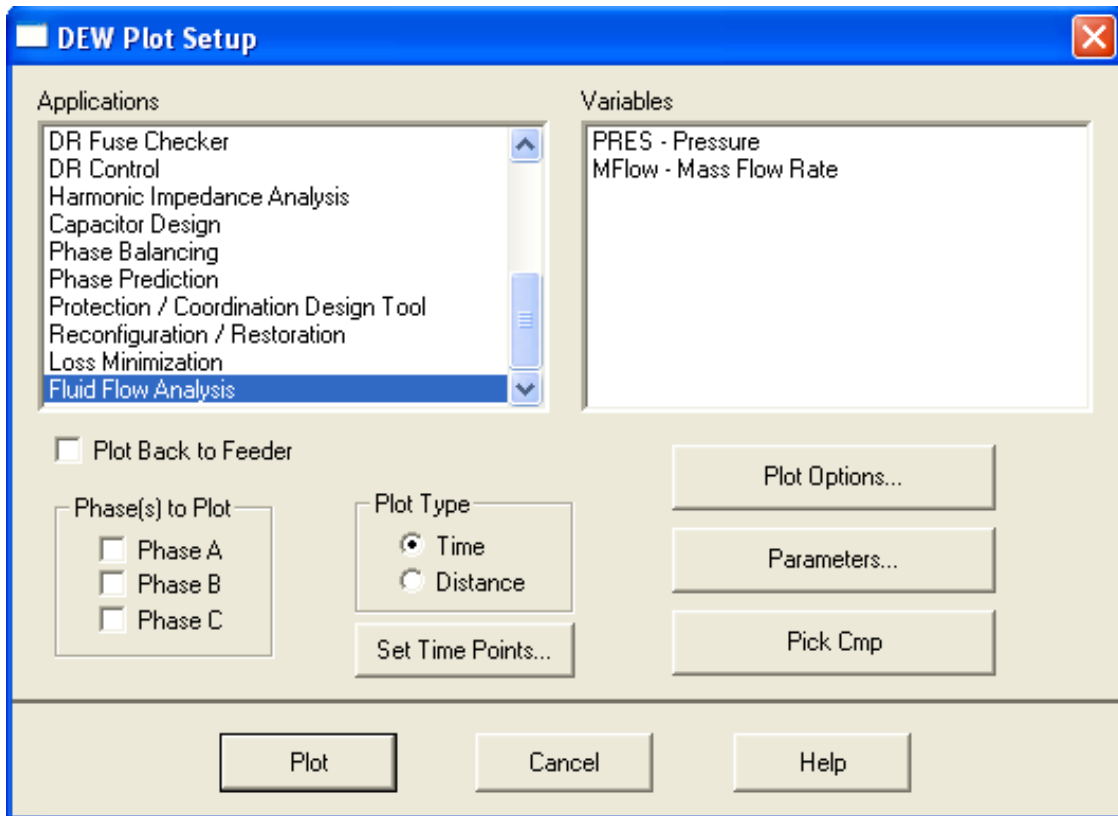 DEW Plot Setup
Applications
Variables
DR Fuse Checker
DR Control
Harmonic Impedance Analysis
Capacitor Design
Phase Balancing
Phase Prediction
Protection / Coordination Design Tool
Reconfiguration / Restoration
Loss Minimization
Fluid Flow Analysis
PRES - Pressure
MFlow - Mass Flow Rate
Plot Back to Feeder
Phase(s) to Plot
Phase A
Phase B
Phase C
Plot Type
Time
Distance
Set Time Points...
Plot Options...
Parameters...
Pick Cmp
Plot
Cancel
Help